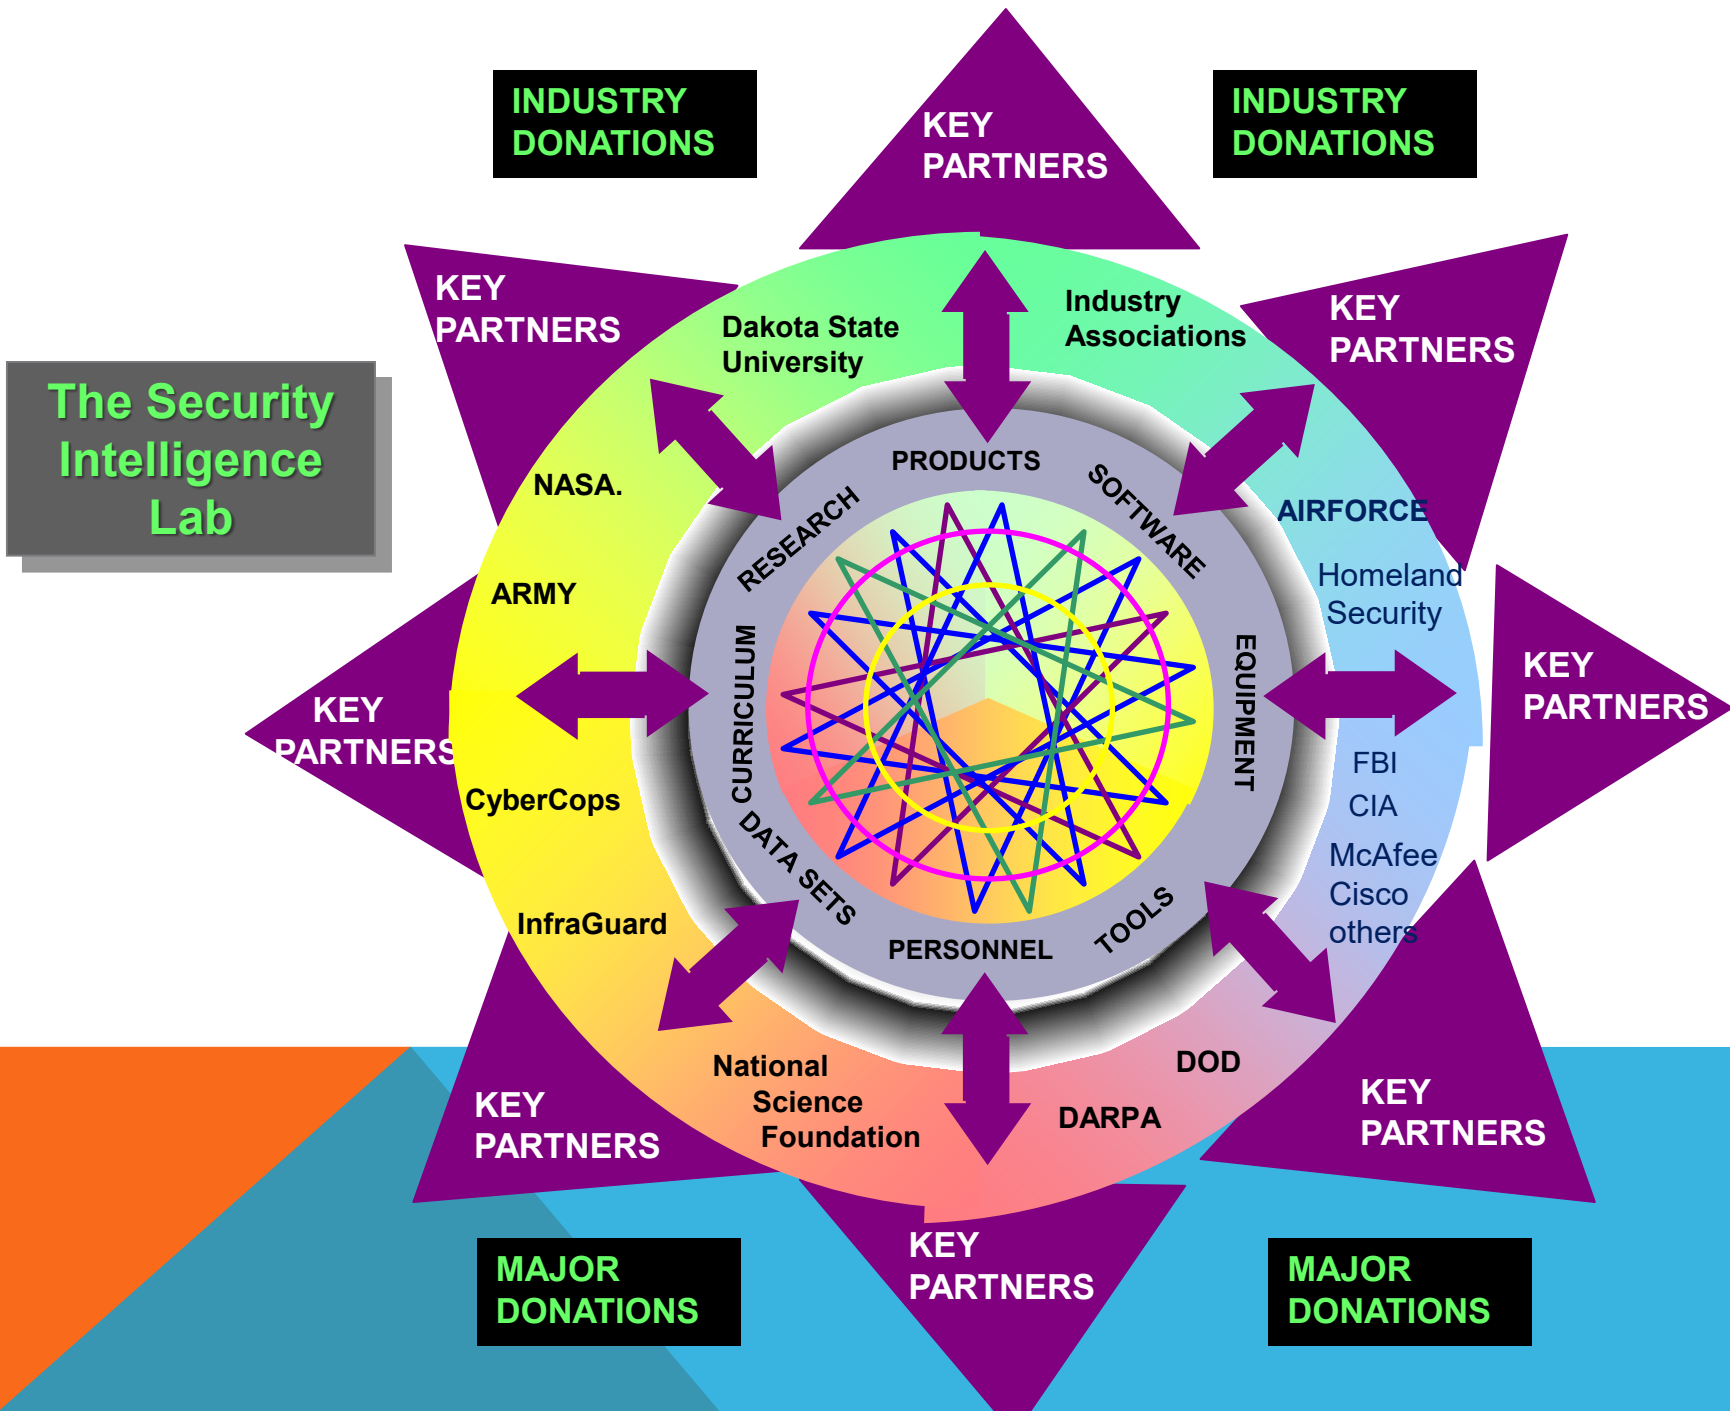 INDUSTRY
DONATIONS
KEY
PARTNERS
INDUSTRY
DONATIONS
KEY
PARTNERS
Dakota State
University
Industry
Associations
KEY
PARTNERS
The Security
Intelligence
Lab
NASA.
ARMY
PRODUCTS
SOFTWARE
RESEARCH
AIRFORCE
Homeland
Security
KEY
PARTNERS
CURRICULUM
EQUIPMENT
KEY
PARTNERS
CyberCops
InfraGuard
DATA SETS
PERSONNEL
TOOLS
FBI
CIA
McAfee
Cisco
others
National
Science
Foundation
DOD
DARPA
KEY
PARTNERS
KEY
PARTNERS
KEY
PARTNERS
MAJOR
DONATIONS
MAJOR
DONATIONS